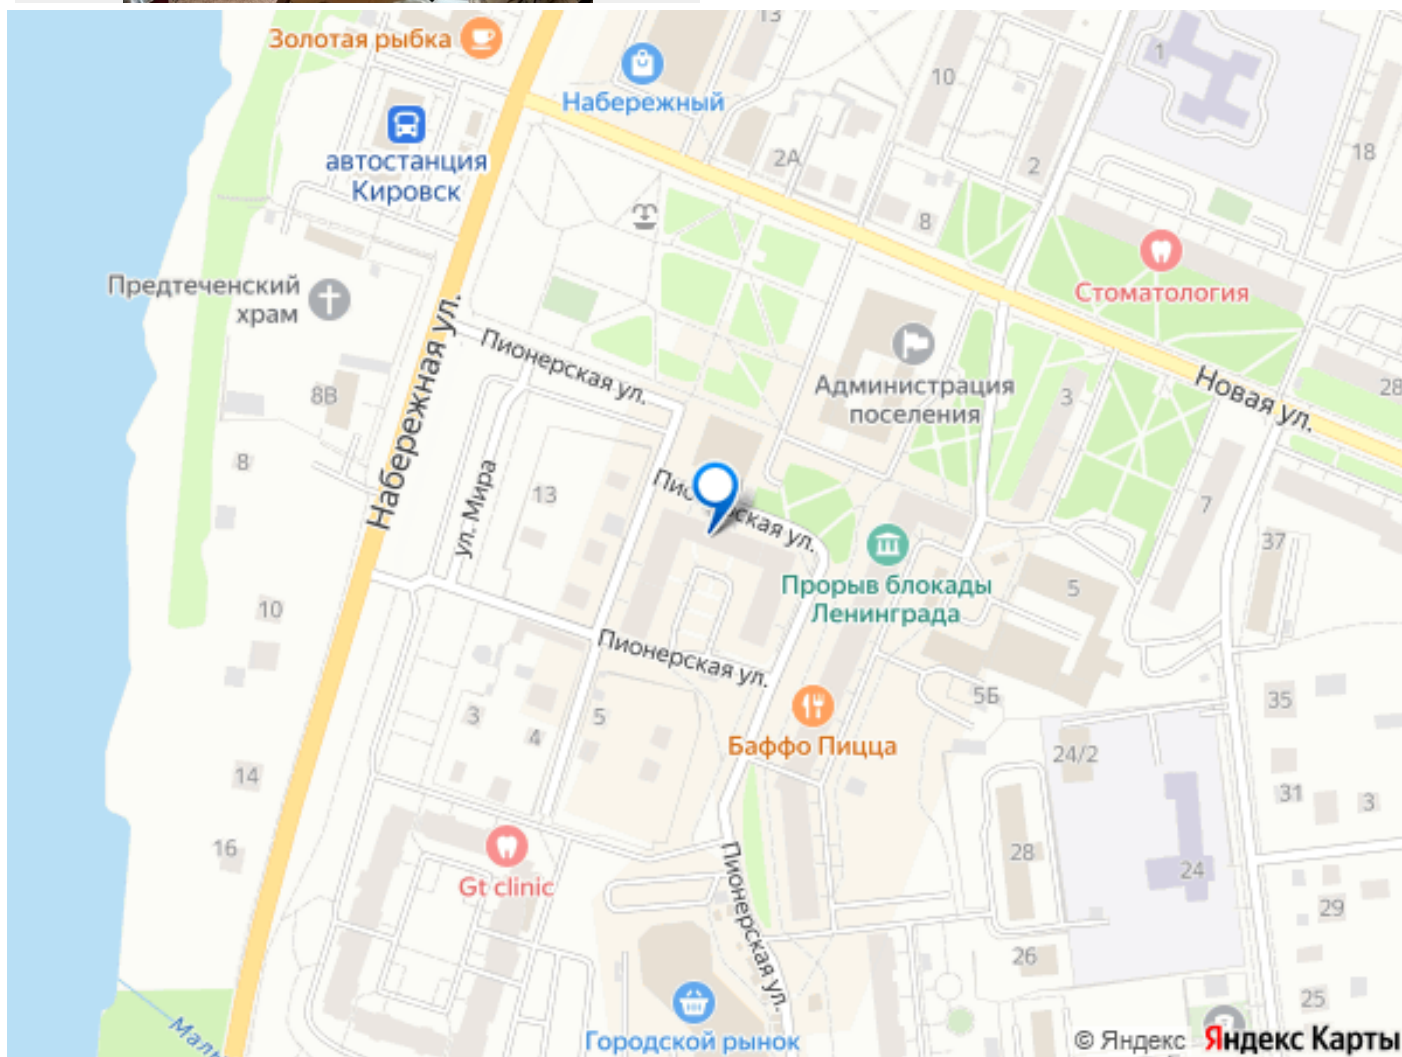 13
Золотая рыбка
1
Набережный
10
2А
автостанция
Кировск
2
18
8
Предтеченский
храм
Стоматология
Набережная ул.
Пионерская ул.
Администрация
поселения
8В
3
Новая ул.
28
8
ул. Мира
13
Пионерская ул.
7
37
Прорыв блокады
Ленинграда
5
10
Пионерская ул.
5Б
35
3
4
5
Баффо Пицца
24/2
14
31
3
16
28
24
Gt clinic
Пионерская ул.
29
26
25
Городской рынок
© Яндекс Яндекс Карты